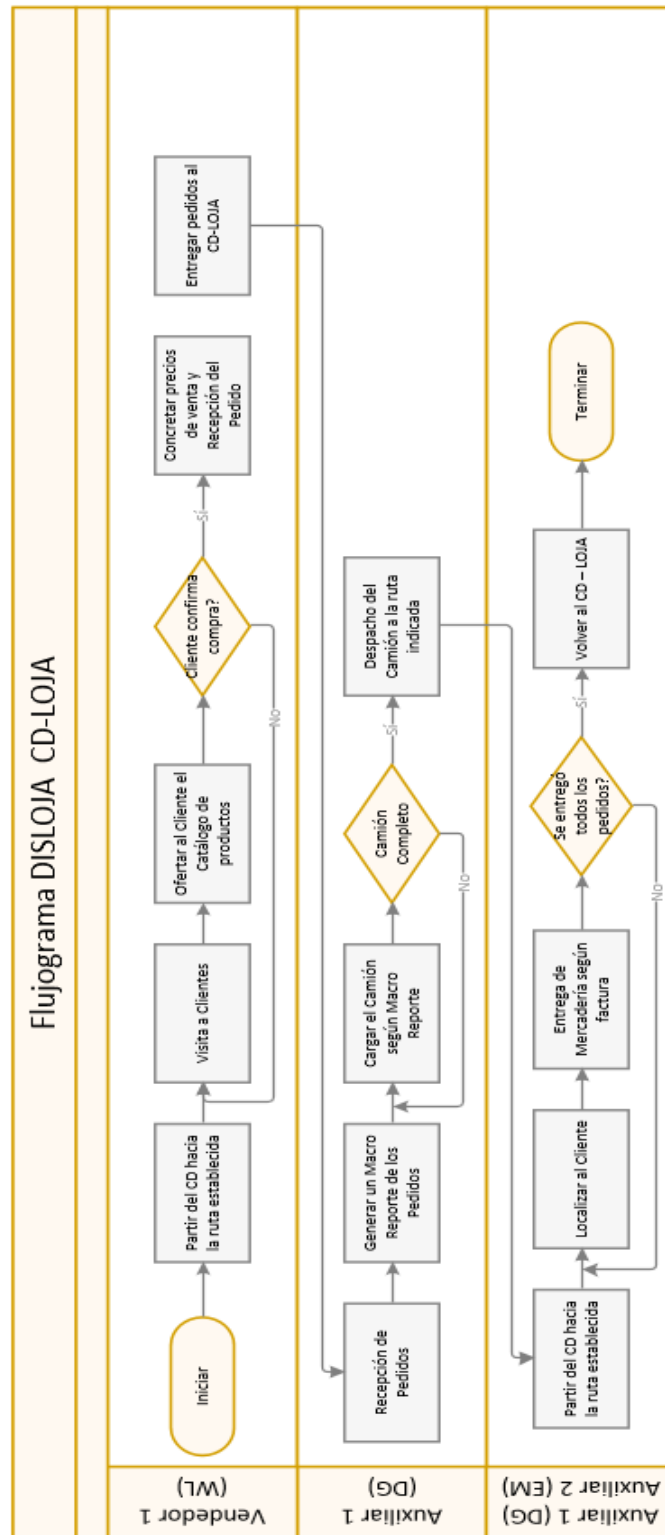 Flujograma DISLOJA CD-LOJA
Vendedor 1
(WL)
Iniciar
Partir del CD hacia
la ruta establecida
Visita a Clientes
Ofertar al Cliente el
Catálogo de
productos
Cliente confirma
compra?
Sí
No
Concretar precios
de venta y
Recepción del
Pedido
Entregar pedidos al
CD-LOJA
Auxiliar 1
(DG)
Recepción de
Pedidos
Generar un Macro
Reporte de los
Pedidos
Cargar el Camión
según Macro
Reporte
Camión
Completo
Sí
No
Despacho del
Camión a la ruta
indicada
Auxiliar 1 (DG)
Auxiliar 2 (EM)
Partir del CD hacia
la ruta establecida
Localizar al Cliente
Entrega de
Mercadería según
factura
Se entregó
todos los
pedidos?
Sí
No
Volver al CD – LOJA
Terminar